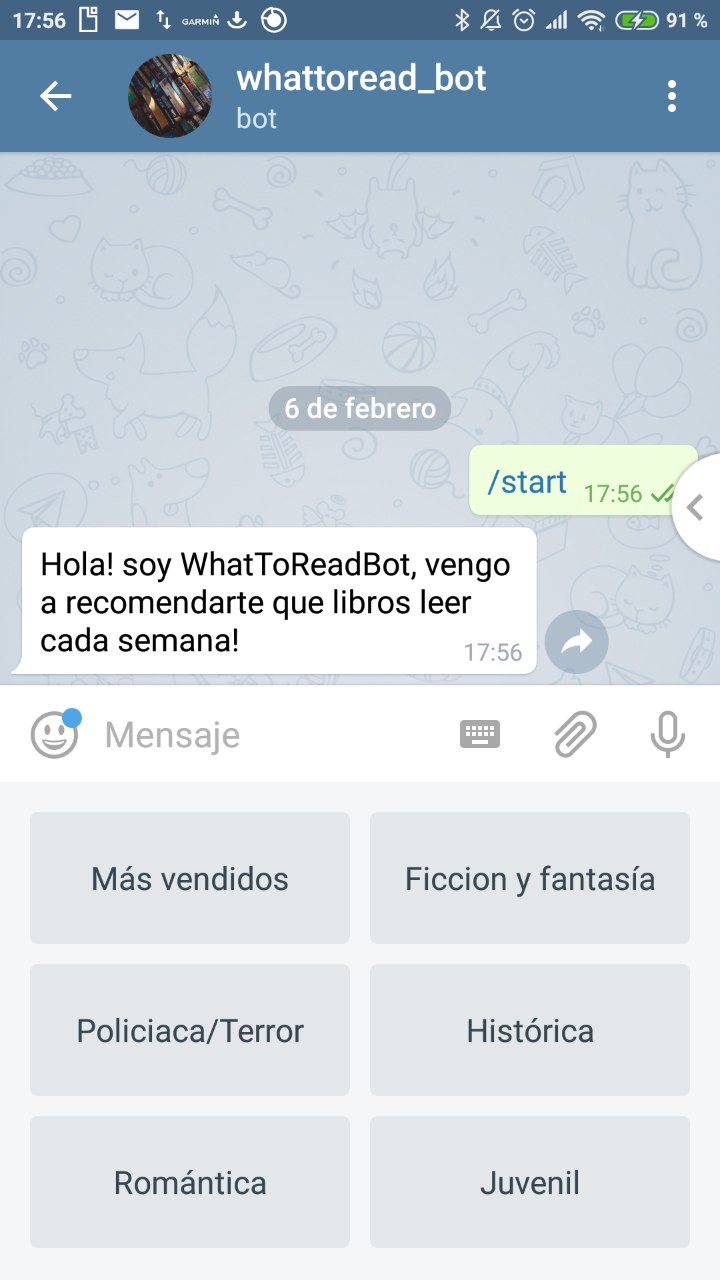 17:56 GARMIN 91 %
whattoread_bot
bot
6 de febrero
/start 17:56
Hola! soy WhatToReadBot, vengo
a recomendarte que libros leer
cada semana!
17:56
Mensaje
Más vendidos
Ficcion y fantasía
Policiaca/Terror
Histórica
Romántica
Juvenil